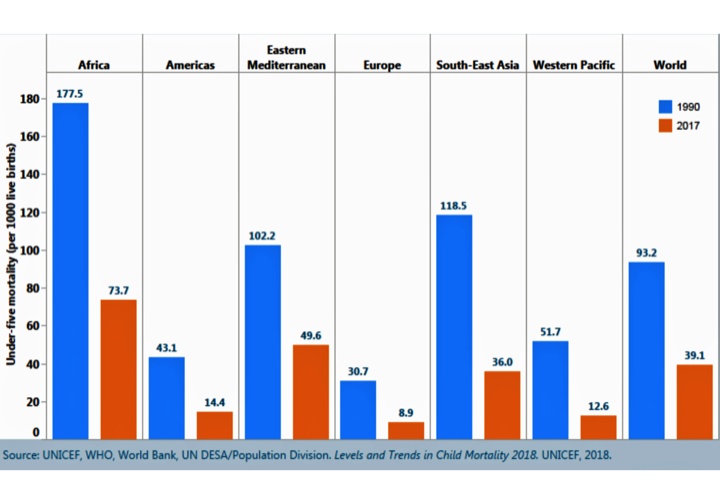 Africa
Americas
Eastern
Mediterranean
Europe
South-East Asia
Western Pacific
World
Under-five mortality (per 1000 live births)
180
160
140
120
100
80
60
40
20
0
177.5
73.7
43.1
14.4
102.2
49.6
30.7
8.9
118.5
36.0
51.7
12.6
93.2
39.1
1990
2017
Source: UNICEF, WHO, World Bank, UN DESA/Population Division. Levels and Trends in Child Mortality 2018. UNICEF, 2018.